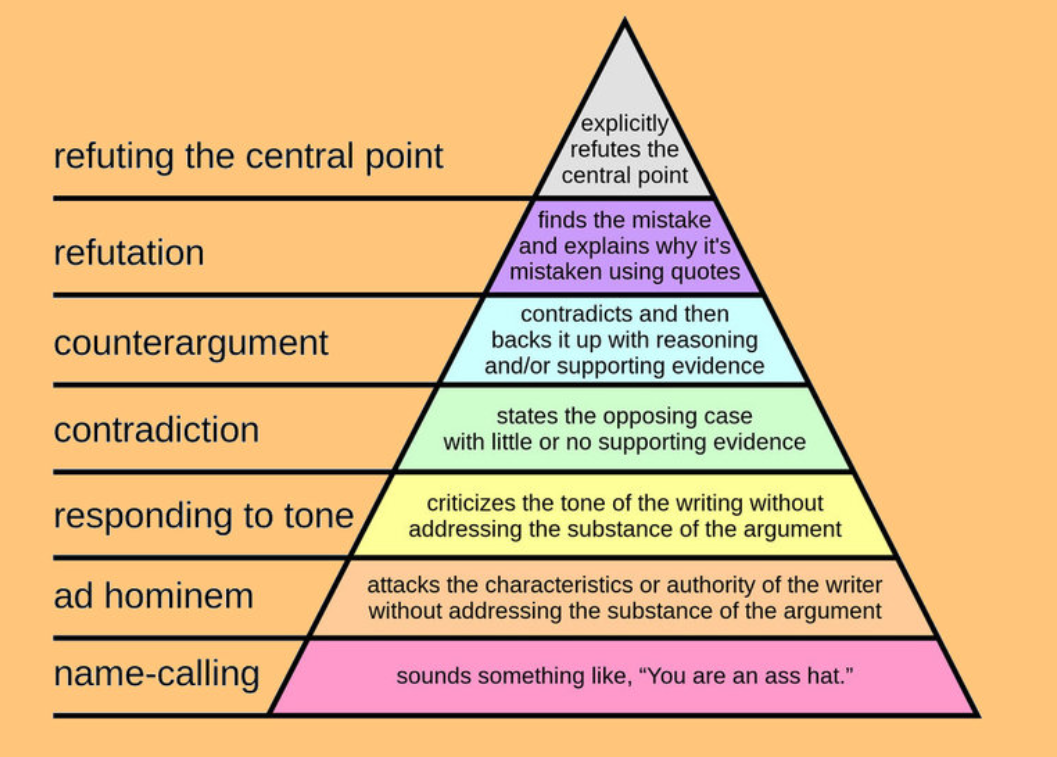 refuting the central point
explicitly
refutes the
central point
refutation
finds the mistake
and explains why it's
mistaken using quotes
counterargument
contradicts and then
backs it up with reasoning
and/or supporting evidence
contradiction
states the opposing case
with little or no supporting evidence
responding to tone
criticizes the tone of the writing without
addressing the substance of the argument
ad hominem
attacks the characteristics or authority of the writer
without addressing the substance of the argument
name-calling
sounds something like, “You are an ass hat.”